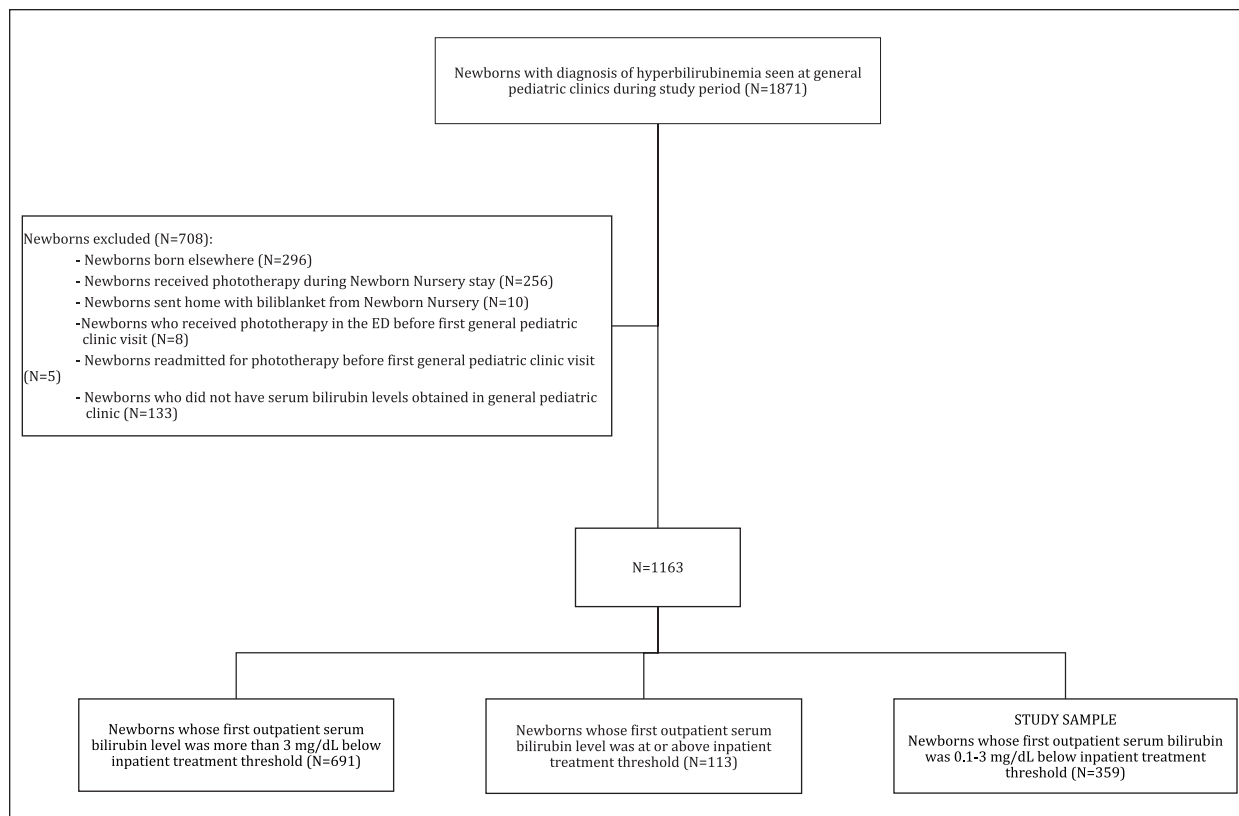 Newborns with diagnosis of hyperbilirubinemia seen at general
pediatric clinics during study period (N=1871)
Newborns excluded (N=708):
- Newborns born elsewhere (N=296)
- Newborns received phototherapy during Newborn Nursery stay (N=256)
- Newborns sent home with biliblanket from Newborn Nursery (N=10)
-Newborns who received phototherapy in the ED before first general pediatric
clinic visit (N=8)
- Newborns readmitted for phototherapy before first general pediatric clinic visit
(N=5)
- Newborns who did not have serum bilirubin levels obtained in general pediatric
clinic (N=133)
N=1163
Newborns whose first outpatient serum
bilirubin level was more than 3 mg/dL below
inpatient treatment threshold (N=691)
Newborns whose first outpatient serum
bilirubin level was at or above inpatient
treatment threshold (N=113)
STUDY SAMPLE
Newborns whose first outpatient serum bilirubin
was 0.1-3 mg/dL below inpatient treatment
threshold (N=359)